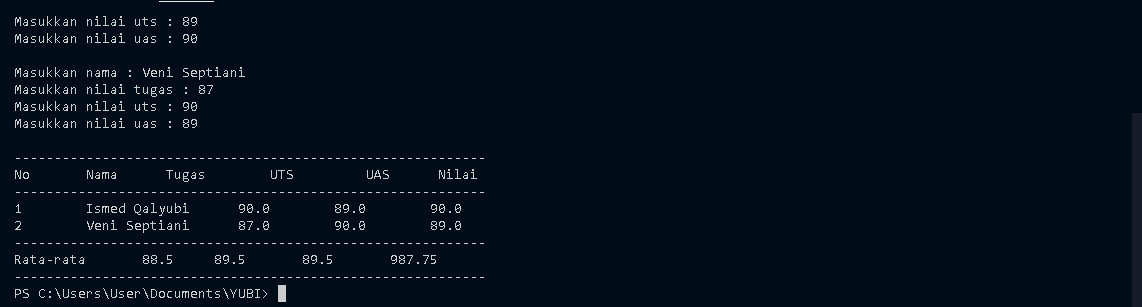 Masukkan nilai uts : 89
Masukkan nilai uas : 90
Masukkan nama : Veni Septiani
Masukkan nilai tugas : 87
Masukkan nilai uts : 90
Masukkan nilai uas : 89
-----------------------------------------------------------
No       Nama      Tugas        UTS         UAS      Nilai
-----------------------------------------------------------
1        Ismed Qalyubi      90.0        89.0        90.0
2        Veni Septiani      87.0        90.0        89.0
-----------------------------------------------------------
Rata-rata       88.5     89.5       89.5       987.75
-----------------------------------------------------------
PS C:\Users\User\Documents\YUBI>